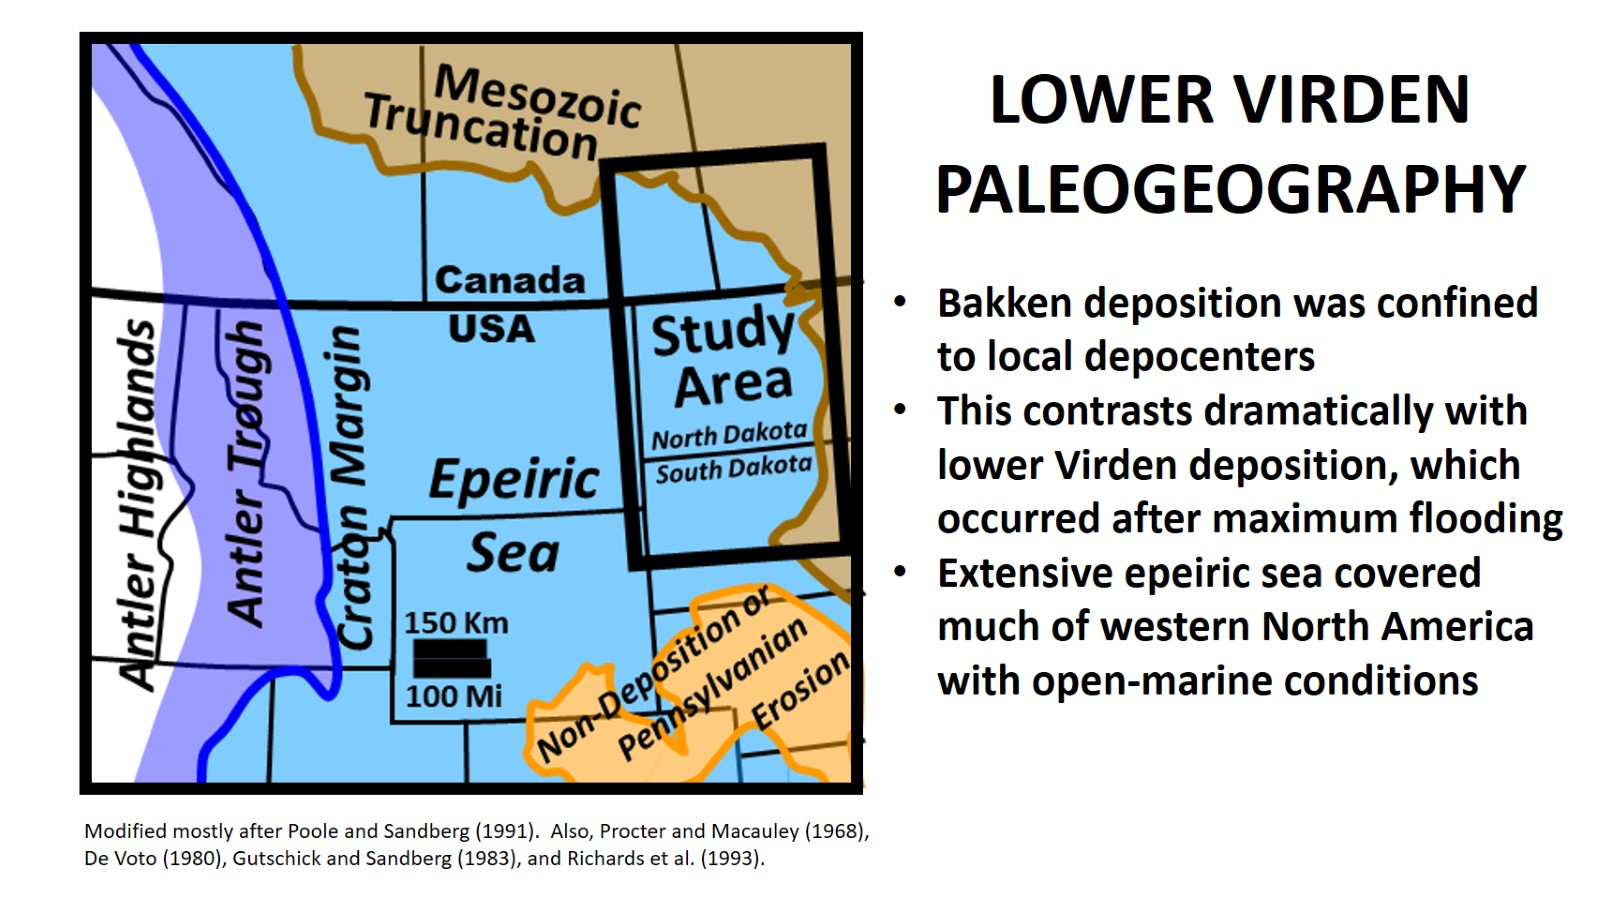 LOWER VIRDEN
PALEOGEOGRAPHY
Mesozoic
Truncation
Canada
USA
Study
Area
North Dakota
South Dakota
Antler Highlands
Antler Trough
Craton Margin
Epeiric
Sea
150 Km
100 Mi
Non-Deposition or
Pennsylvanian
Erosion
• Bakken deposition was confined
to local depocenters
• This contrasts dramatically with
lower Virden deposition, which
occurred after maximum flooding
• Extensive epeiric sea covered
much of western North America
with open-marine conditions
Modified mostly after Poole and Sandberg (1991).  Also, Procter and Macauley (1968),
De Voto (1980), Gutschick and Sandberg (1983), and Richards et al. (1993).